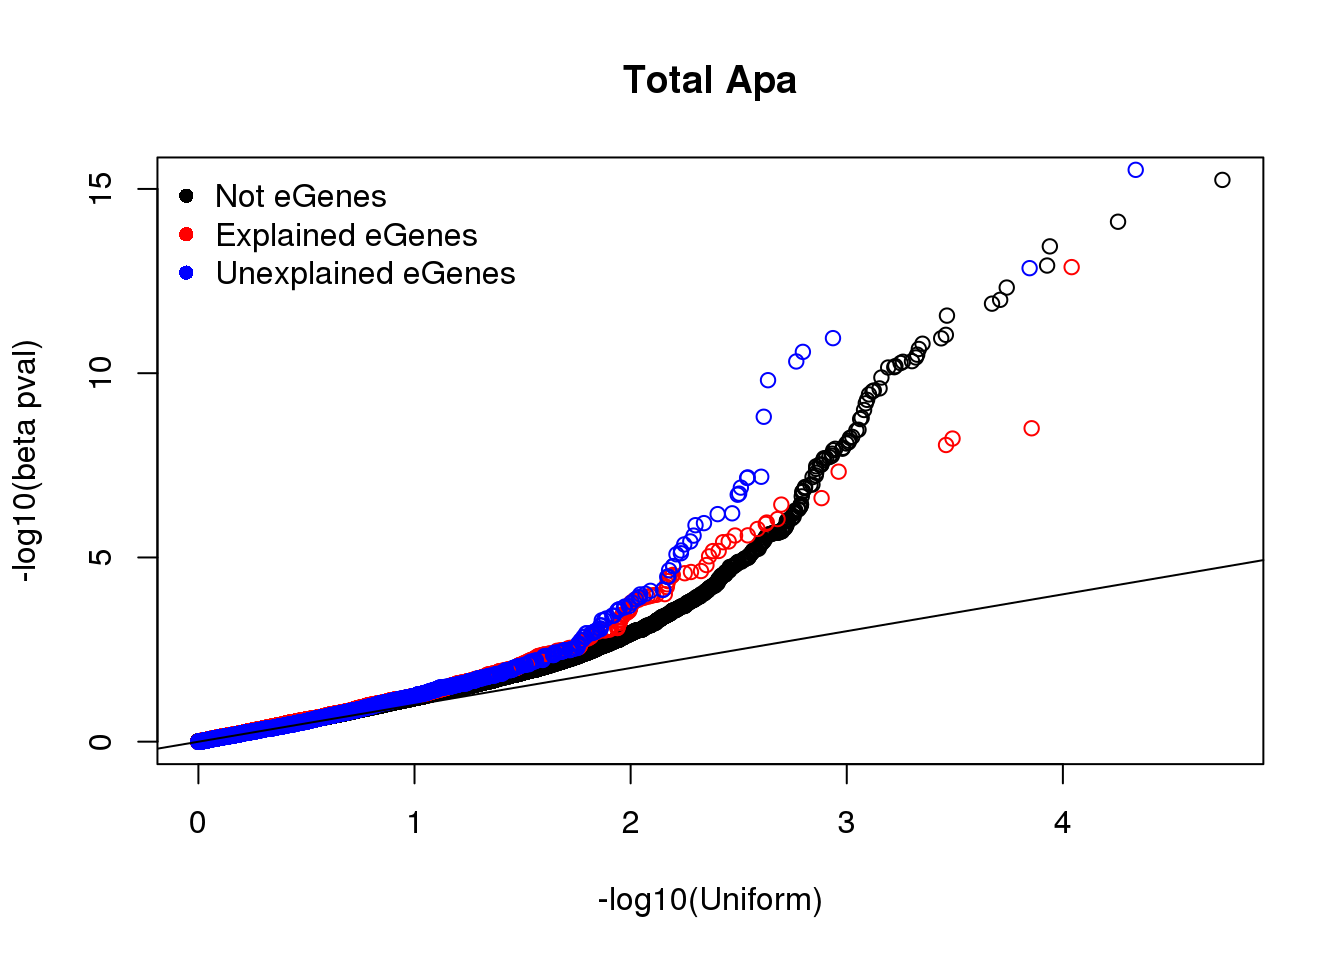 Total Apa
Not eGenes
Explained eGenes
Unexplained eGenes
-log10(beta pval)
15
10
5
0
0 1 2 3 4
-log10(Uniform)